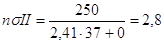 nσII = 250 / (2,41·37+0) = 2,8